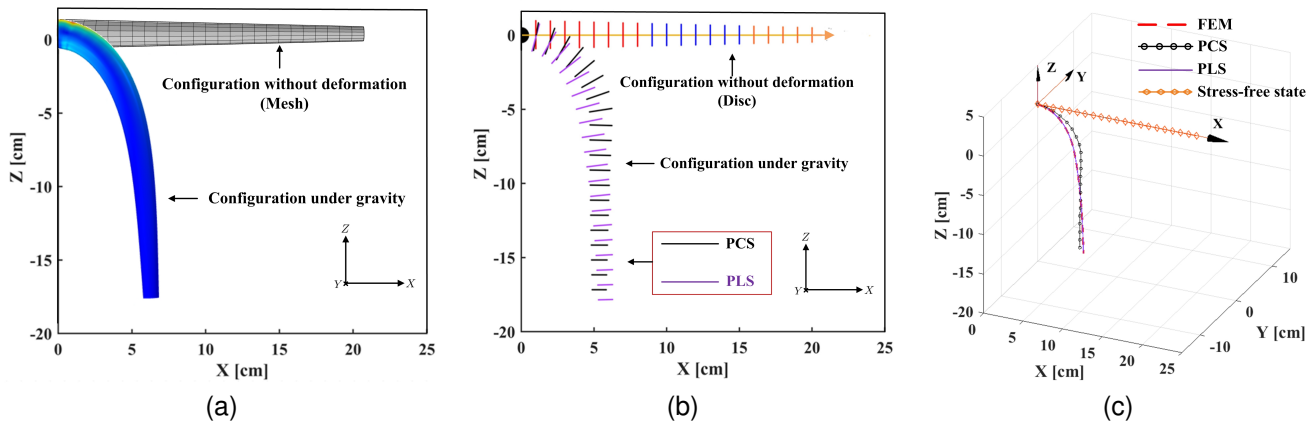 0
-5
-10
-15
-20
Z [cm]
0 5 10 15 20 25
X [cm]
Configuration without deformation
(Mesh)
Configuration under gravity
Z
Y X
(a)
0
-5
-10
-15
-20
Z [cm]
0 5 10 15 20 25
X [cm]
Configuration without deformation
(Disc)
Configuration under gravity
PCS
PLS
Z
Y X
(b)
FEM
PCS
PLS
Stress-free state
Z
Y
X
5
0
-5
-10
-15
-20
Z [cm]
0 5 10 15 20 25
X [cm]
10
0
-10
Y [cm]
(c)